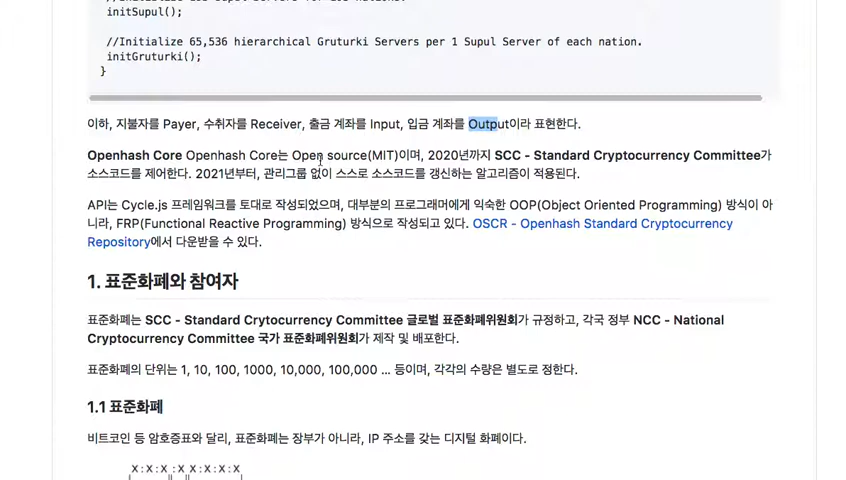 initSupul();
//Initialize 65,536 hierarchical Gruturki Servers per 1 Supul Server of each nation.
initGruturki();
}
이하, 지불자를 Payer, 수취자를 Receiver, 출금 계좌를 Input, 입금 계좌를 Output이라 표현한다.
Openhash Core Openhash Core는 Open source(MIT)이며, 2020년까지 SCC - Standard Cryptocurrency Committee가
소스코드를 제어한다. 2021년부터, 관리그룹 없이 스스로 소스코드를 갱신하는 알고리즘이 적용된다.
API는 Cycle.js 프레임워크를 토대로 작성되었으며, 대부분의 프로그래머에게 익숙한 OOP(Object Oriented Programming) 방식이 아
니라, FRP(Functional Reactive Programming) 방식으로 작성되고 있다. OSCR - Openhash Standard Cryptocurrency
Repository에서 다운받을 수 있다.
1. 표준화폐와 참여자
표준화폐는 SCC - Standard Crytocurrency Committee 글로벌 표준화폐위원회가 규정하고, 각국 정부 NCC - National
Cryptocurrency Committee 국가 표준화폐위원회가 제작 및 배포한다.
표준화폐의 단위는 1, 10, 100, 1000, 10,000, 100,000 ... 등이며, 각각의 수량은 별도로 정한다.
1.1 표준화폐
비트코인 등 암호증표와 달리, 표준화폐는 장부가 아니라, IP 주소를 갖는 디지털 화폐이다.
X:X:X :X X:X:X:X